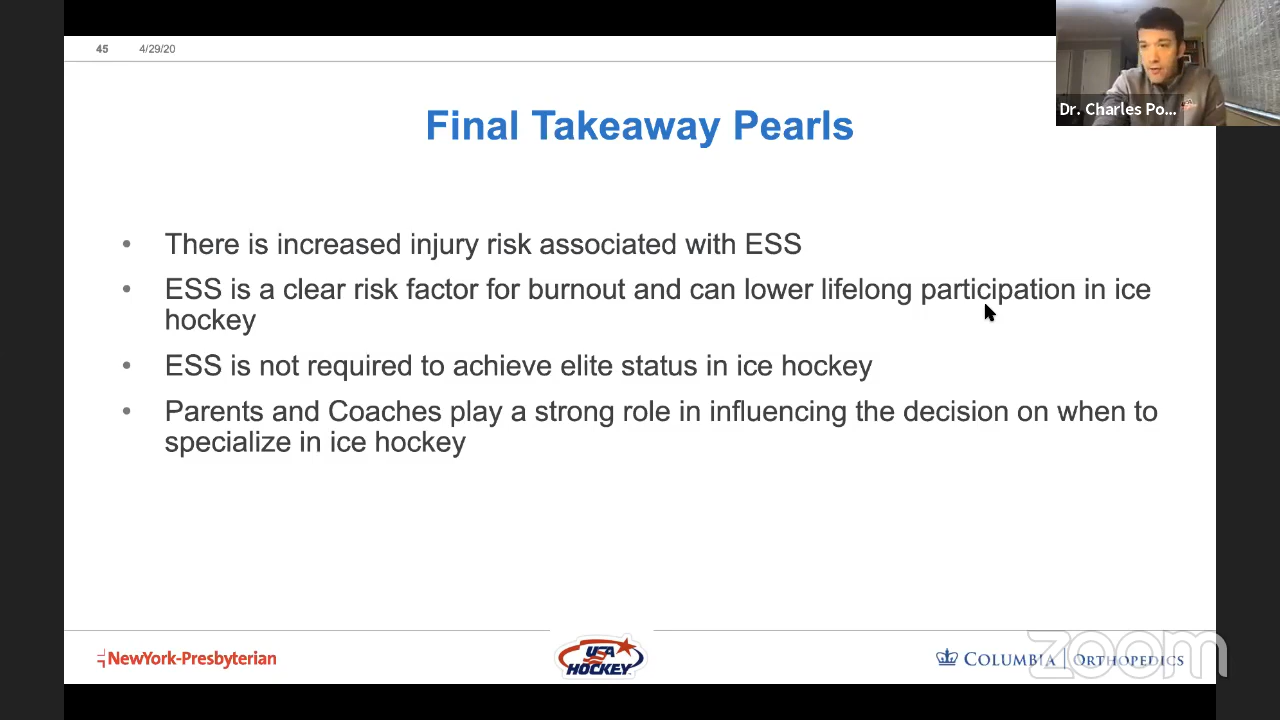 45 4/29/20
Dr. Charles Po...
Final Takeaway Pearls
• There is increased injury risk associated with ESS
• ESS is a clear risk factor for burnout and can lower lifelong participation in ice
hockey
• ESS is not required to achieve elite status in ice hockey
• Parents and Coaches play a strong role in influencing the decision on when to
specialize in ice hockey
NewYork-Presbyterian
USA
HOCKEY
COLUMBIA | ORTHOPEDICS
zoom